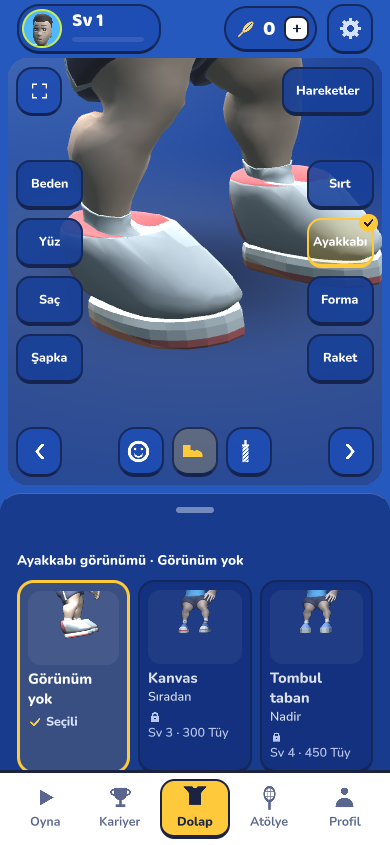 Sv 1
0
+
Hareketler
Beden
Sırt
Yüz
Ayakkabı
Saç
Forma
Şapka
Raket
Ayakkabı görünümü · Görünüm yok
Görünüm
yok
Seçili
Kanvas
Sıradan
Sv 3 · 300 Tüy
Tombul
taban
Nadir
Sv 4 · 450 Tüy
Oyna
Kariyer
Dolap
Atölye
Profil